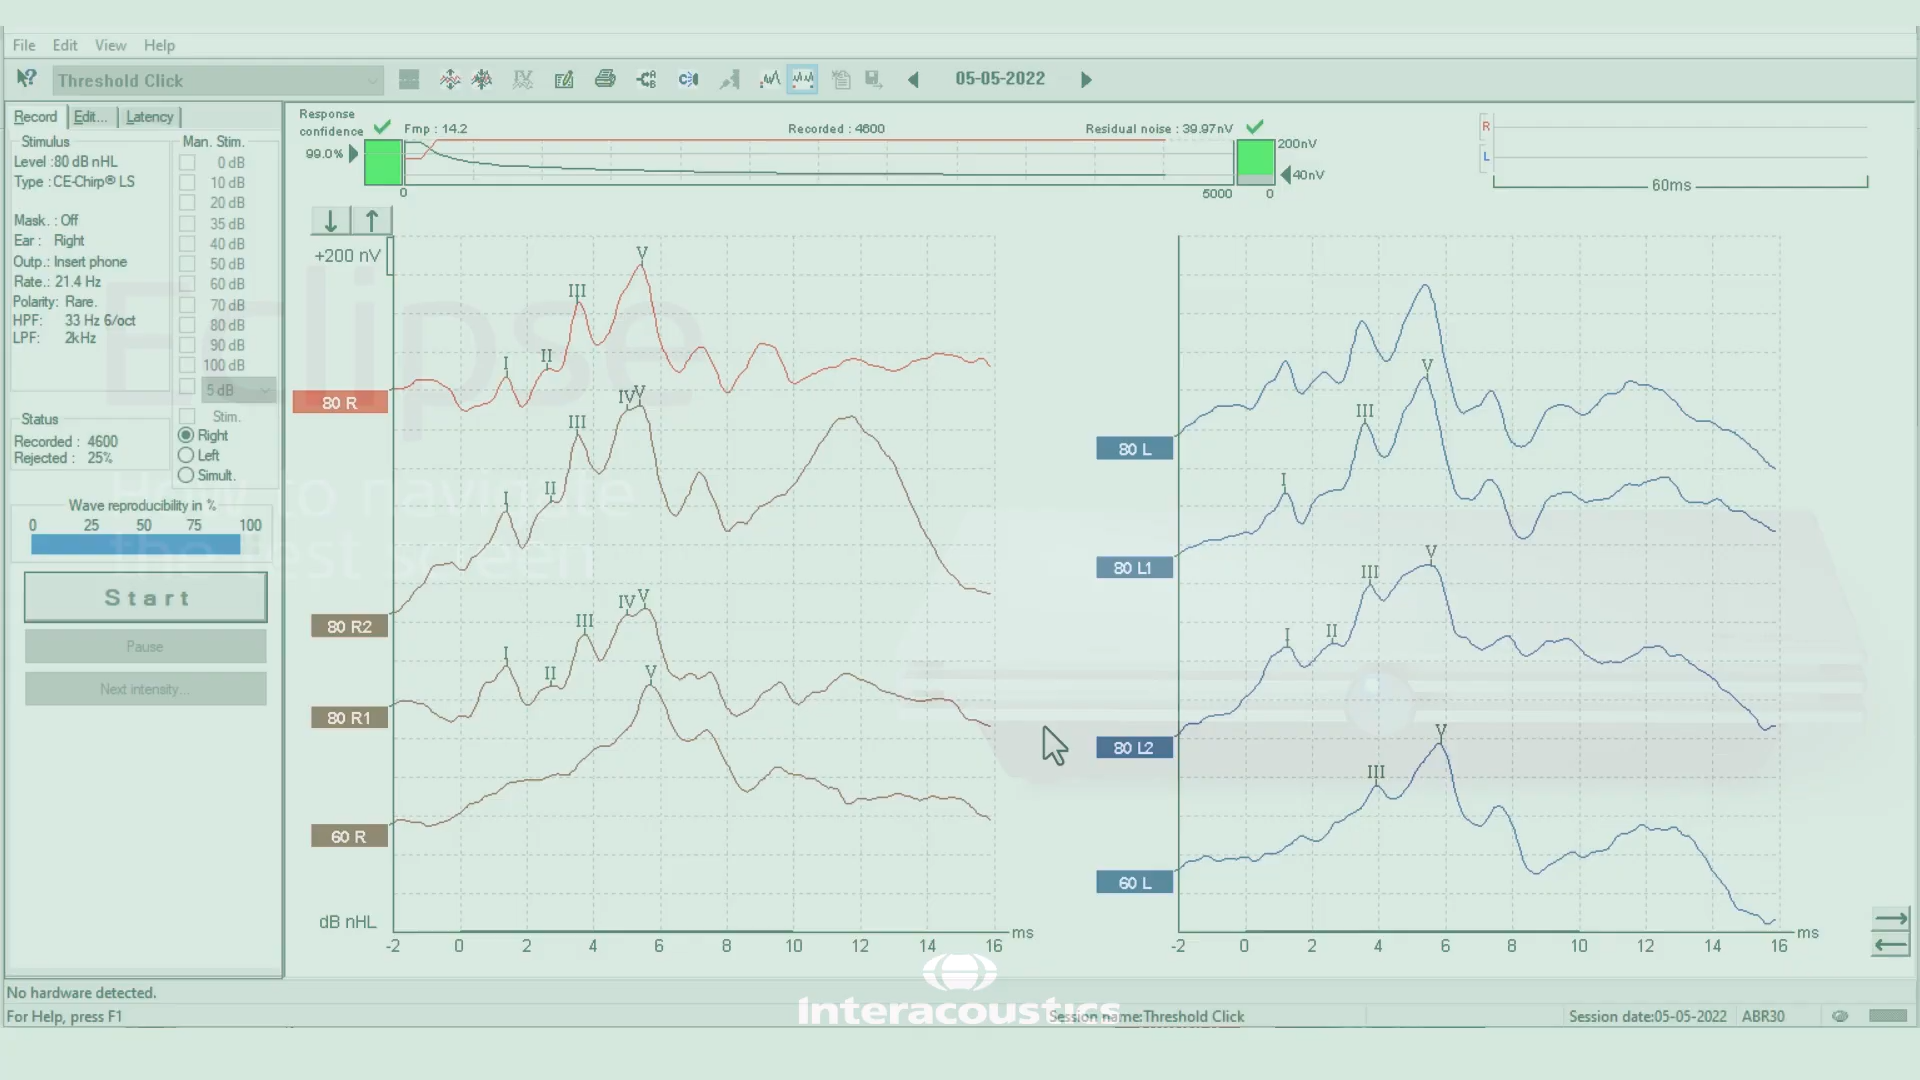 File Edit View Help
Threshold Click
05-05-2022
Record Edit... Latency
Stimulus
Level :80 dB nHL
Type : CE-Chirp® LS
Mask. : Off
Ear : Right
Outp.: Insert phone
Rate.: 21.4 Hz
Polarity: Rare.
HPF: 33 Hz 6/oct
LPF: 2kHz
Man. Stim.
0 dB
10 dB
20 dB
35 dB
40 dB
50 dB
60 dB
70 dB
80 dB
90 dB
100 dB
5 dB
Stim.
Right
Left
Simult.
Status
Recorded : 4600
Rejected : 25%
Wave reproducibility in %
0 25 50 75 100
Start
Pause
Next intensity...
Response
confidence
99.0%
Fmp : 14.2
Recorded : 4600
Residual noise : 39.97nV
200nV
40nV
0 5000 0
R
L
60ms
Eclipse
How to navigate
the test screen
+200 nV
V
III
II
I
80 R
IV V
III
II
I
80 R2
IV V
III
I
II
80 R1
V
60 R
dB nHL
-2 0 2 4 6 8 10 12 14 16 ms
80 L
V
III
I
80 L1
V
III
II
I
80 L2
V
III
60 L
-2 0 2 4 6 8 10 12 14 16 ms
Interacoustics
No hardware detected.
For Help, press F1
Session name:Threshold Click
Session date:05-05-2022
ABR30